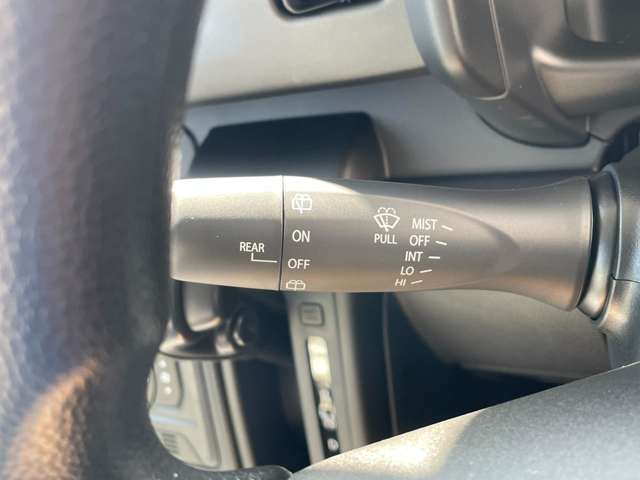 REAR
ON
OFF
PULL
MIST
OFF
INT
LO
HI